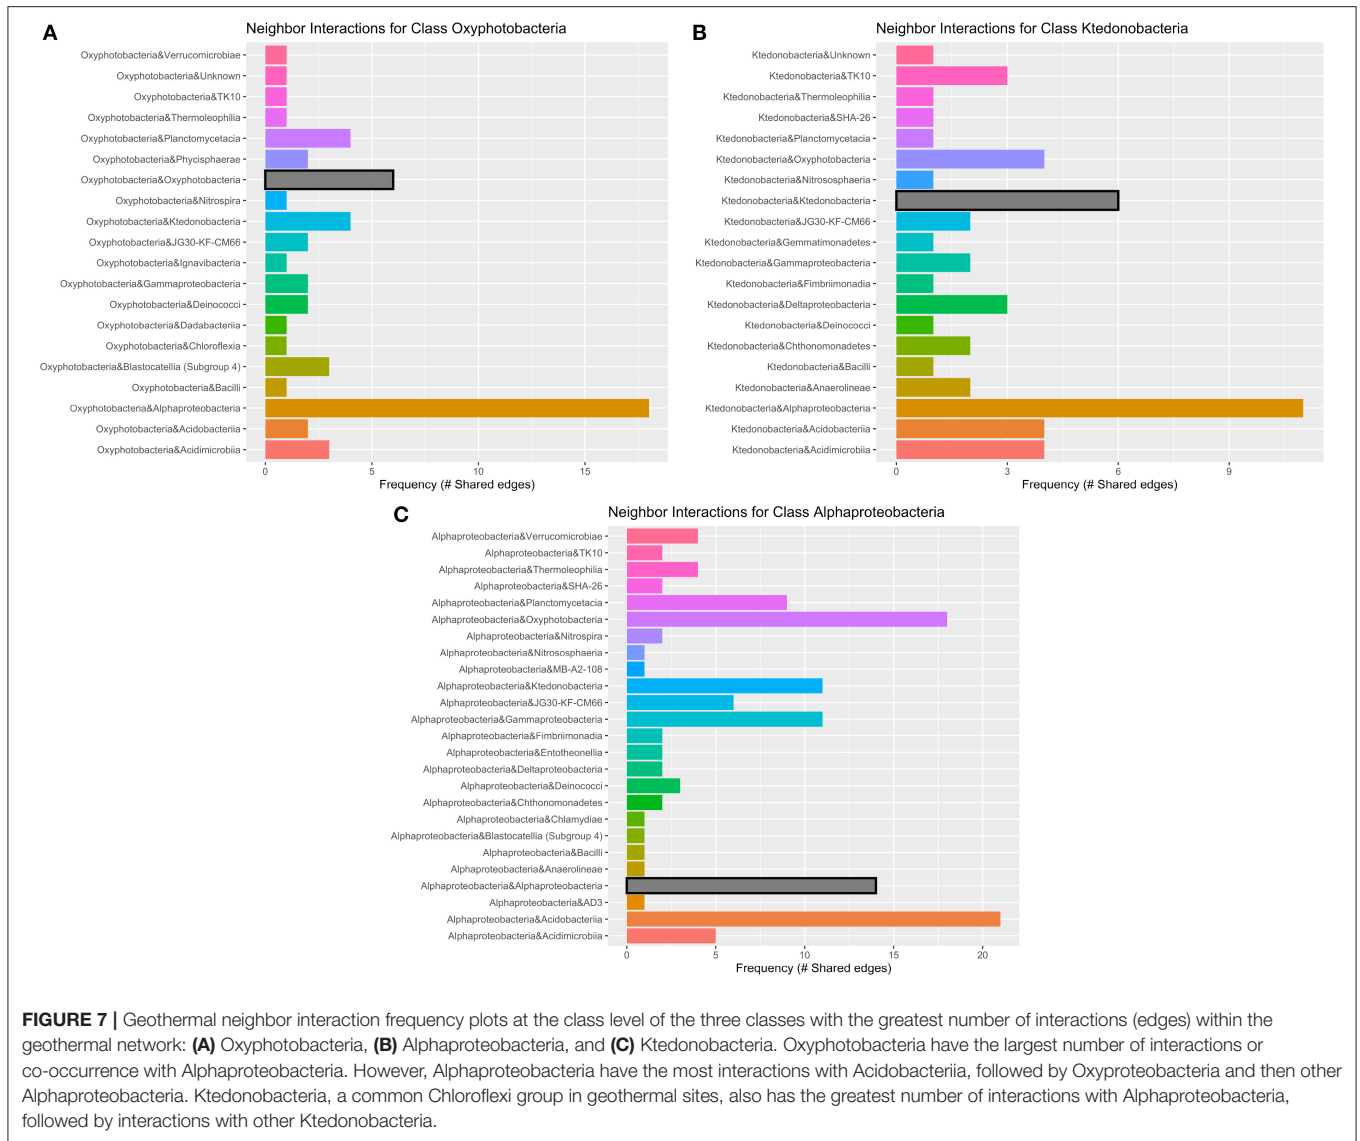 A
Neighbor Interactions for Class Oxyphotobacteria
Oxyphotobacteria&Verrucomicrobiae
Oxyphotobacteria&Unknown
Oxyphotobacteria&TK10
Oxyphotobacteria&Thermoleophilia
Oxyphotobacteria&Planctomycetacia
Oxyphotobacteria&Phycisphaerae
Oxyphotobacteria&Oxyphotobacteria
Oxyphotobacteria&Nitrospira
Oxyphotobacteria&Ktedonobacteria
Oxyphotobacteria&JG30-KF-CM66
Oxyphotobacteria&Ignavibacteria
Oxyphotobacteria&Gammaproteobacteria
Oxyphotobacteria&Deinococci
Oxyphotobacteria&Dadabacteriia
Oxyphotobacteria&Chloroflexia
Oxyphotobacteria&Blastocatellia (Subgroup 4)
Oxyphotobacteria&Bacilli
Oxyphotobacteria&Alphaproteobacteria
Oxyphotobacteria&Acidobacteriia
Oxyphotobacteria&Acidimicrobiia
0 5 10 15
Frequency (# Shared edges)
B
Neighbor Interactions for Class Ktedonobacteria
Ktedonobacteria&Unknown
Ktedonobacteria&TK10
Ktedonobacteria&Thermoleophilia
Ktedonobacteria&SHA-26
Ktedonobacteria&Planctomycetacia
Ktedonobacteria&Oxyphotobacteria
Ktedonobacteria&Nitrososphaeria
Ktedonobacteria&Ktedonobacteria
Ktedonobacteria&JG30-KF-CM66
Ktedonobacteria&Gemmatimonadetes
Ktedonobacteria&Gammaproteobacteria
Ktedonobacteria&Fimbriimonadia
Ktedonobacteria&Deltaproteobacteria
Ktedonobacteria&Deinococci
Ktedonobacteria&Chthonomonadetes
Ktedonobacteria&Bacilli
Ktedonobacteria&Anaerolineae
Ktedonobacteria&Alphaproteobacteria
Ktedonobacteria&Acidobacteriia
Ktedonobacteria&Acidimicrobiia
0 3 6 9
Frequency (# Shared edges)
C
Neighbor Interactions for Class Alphaproteobacteria
Alphaproteobacteria&Verrucomicrobiae
Alphaproteobacteria&TK10
Alphaproteobacteria&Thermoleophilia
Alphaproteobacteria&SHA-26
Alphaproteobacteria&Planctomycetacia
Alphaproteobacteria&Oxyphotobacteria
Alphaproteobacteria&Nitrospira
Alphaproteobacteria&Nitrososphaeria
Alphaproteobacteria&MB-A2-108
Alphaproteobacteria&Ktedonobacteria
Alphaproteobacteria&JG30-KF-CM66
Alphaproteobacteria&Gammaproteobacteria
Alphaproteobacteria&Fimbriimonadia
Alphaproteobacteria&Entotheonellia
Alphaproteobacteria&Deltaproteobacteria
Alphaproteobacteria&Deinococci
Alphaproteobacteria&Chthonomonadetes
Alphaproteobacteria&Chlamydiae
Alphaproteobacteria&Blastocatellia (Subgroup 4)
Alphaproteobacteria&Bacilli
Alphaproteobacteria&Anaerolineae
Alphaproteobacteria&Alphaproteobacteria
Alphaproteobacteria&AD3
Alphaproteobacteria&Acidobacteriia
Alphaproteobacteria&Acidimicrobiia
0 5 10 15 20
Frequency (# Shared edges)
FIGURE 7 | Geothermal neighbor interaction frequency plots at the class level of the three classes with the greatest number of interactions (edges) within the
geothermal network: (A) Oxyphotobacteria, (B) Alphaproteobacteria, and (C) Ktedonobacteria. Oxyphotobacteria have the largest number of interactions or
co-occurrence with Alphaproteobacteria. However, Alphaproteobacteria have the most interactions with Acidobacteriia, followed by Oxyproteobacteria and then other
Alphaproteobacteria. Ktedonobacteria, a common Chloroflexi group in geothermal sites, also has the greatest number of interactions with Alphaproteobacteria,
followed by interactions with other Ktedonobacteria.